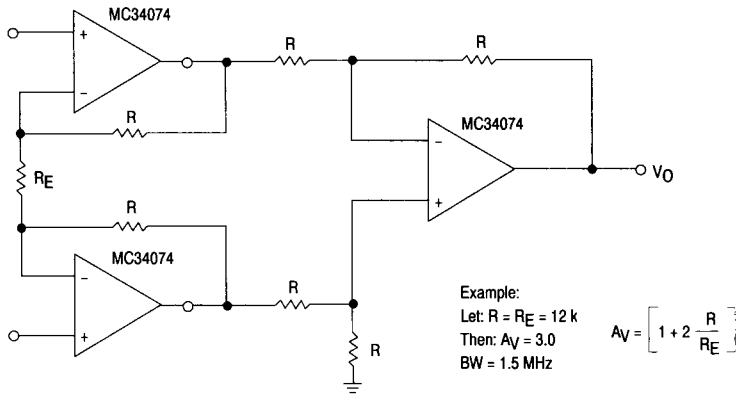 MC34074
+
−
R
R
R
R
MC34074
−
+
V_O
R_E
R
MC34074
−
+
R
R
Example:
Let: R = R_E = 12 k
Then: A_V = 3.0
BW = 1.5 MHz
A_V = [ 1 + 2 R/R_E ]